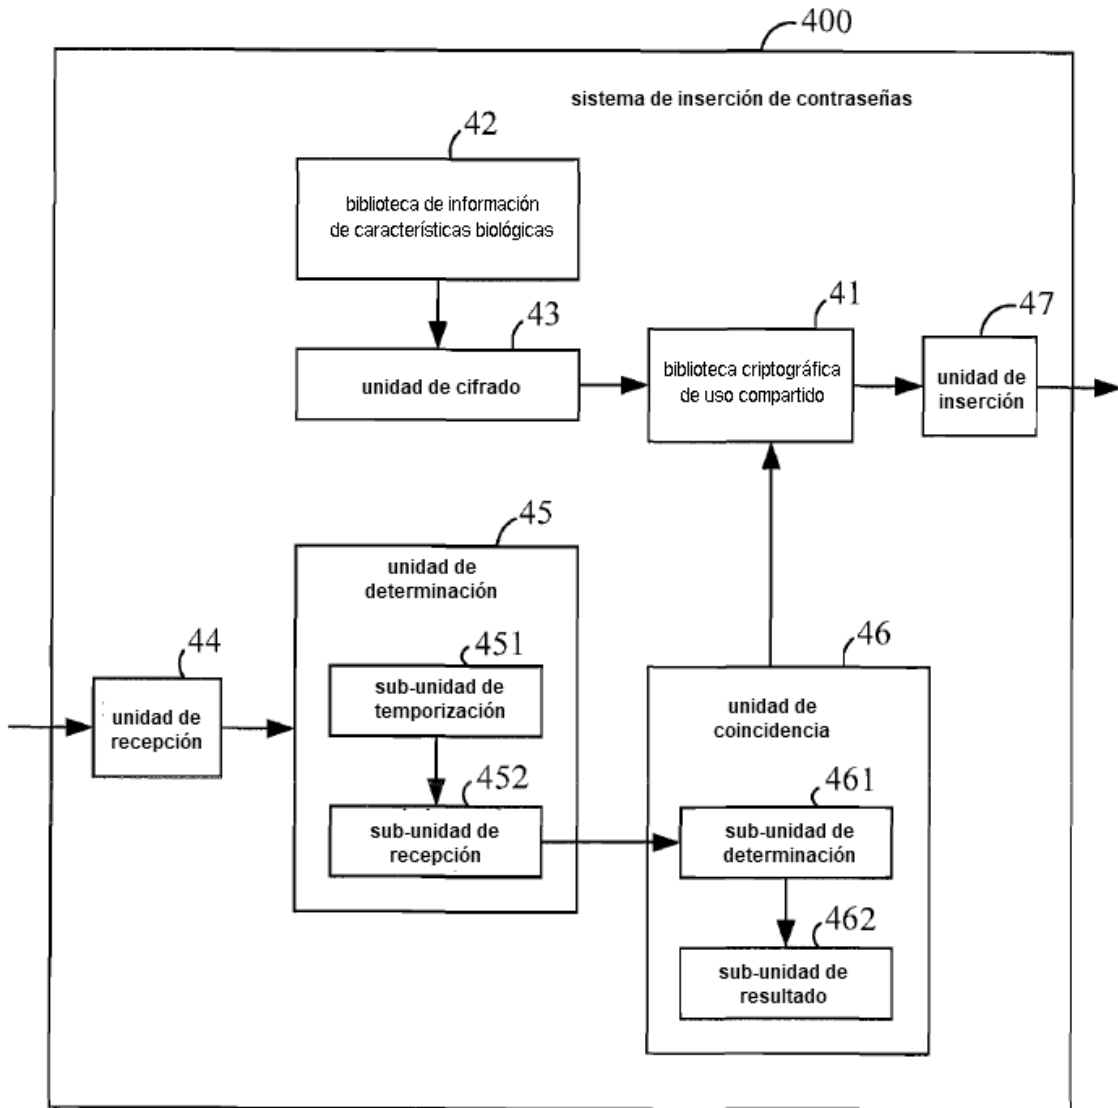 400
sistema de inserción de contraseñas
42
biblioteca de información
de características biológicas
43
unidad de cifrado
41
biblioteca criptográfica
de uso compartido
47
unidad de
inserción
45
unidad de
determinación
44
unidad de
recepción
451
sub-unidad de
temporización
452
sub-unidad de
recepción
46
unidad de
coincidencia
461
sub-unidad de
determinación
462
sub-unidad de
resultado